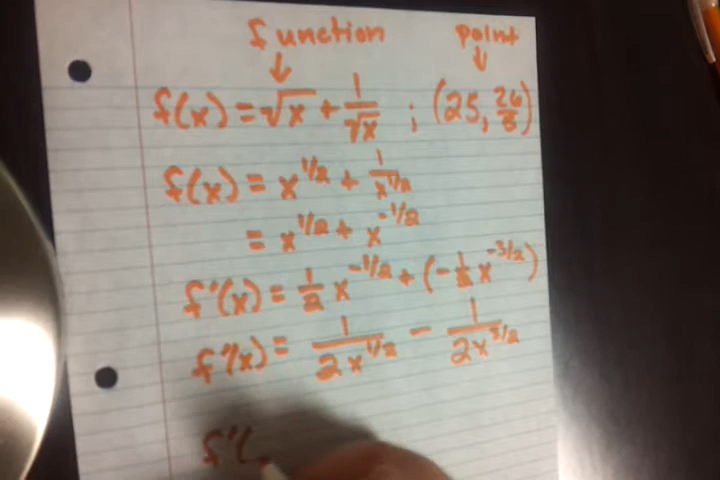 function point
f(x) = √x + 1/√x ; (25, 26/5)
f(x) = x^1/2 + 1/x^1/2
= x^1/2 + x^-1/2
f'(x) = 1/2 x^-1/2 + (-1/2 x^-3/2)
f'(x) = 1/2x^1/2 - 1/2x^3/2
f'(